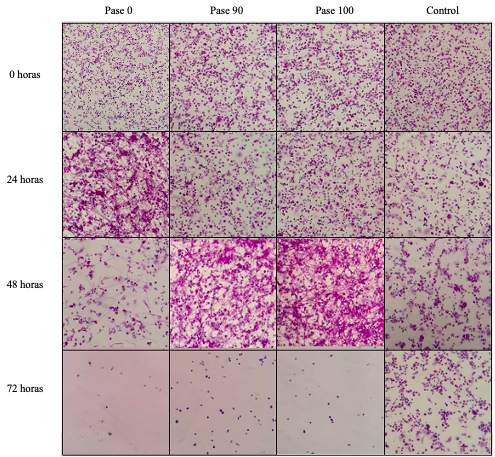 Pase 0 Pase 90 Pase 100 Control
0 horas
24 horas
48 horas
72 horas